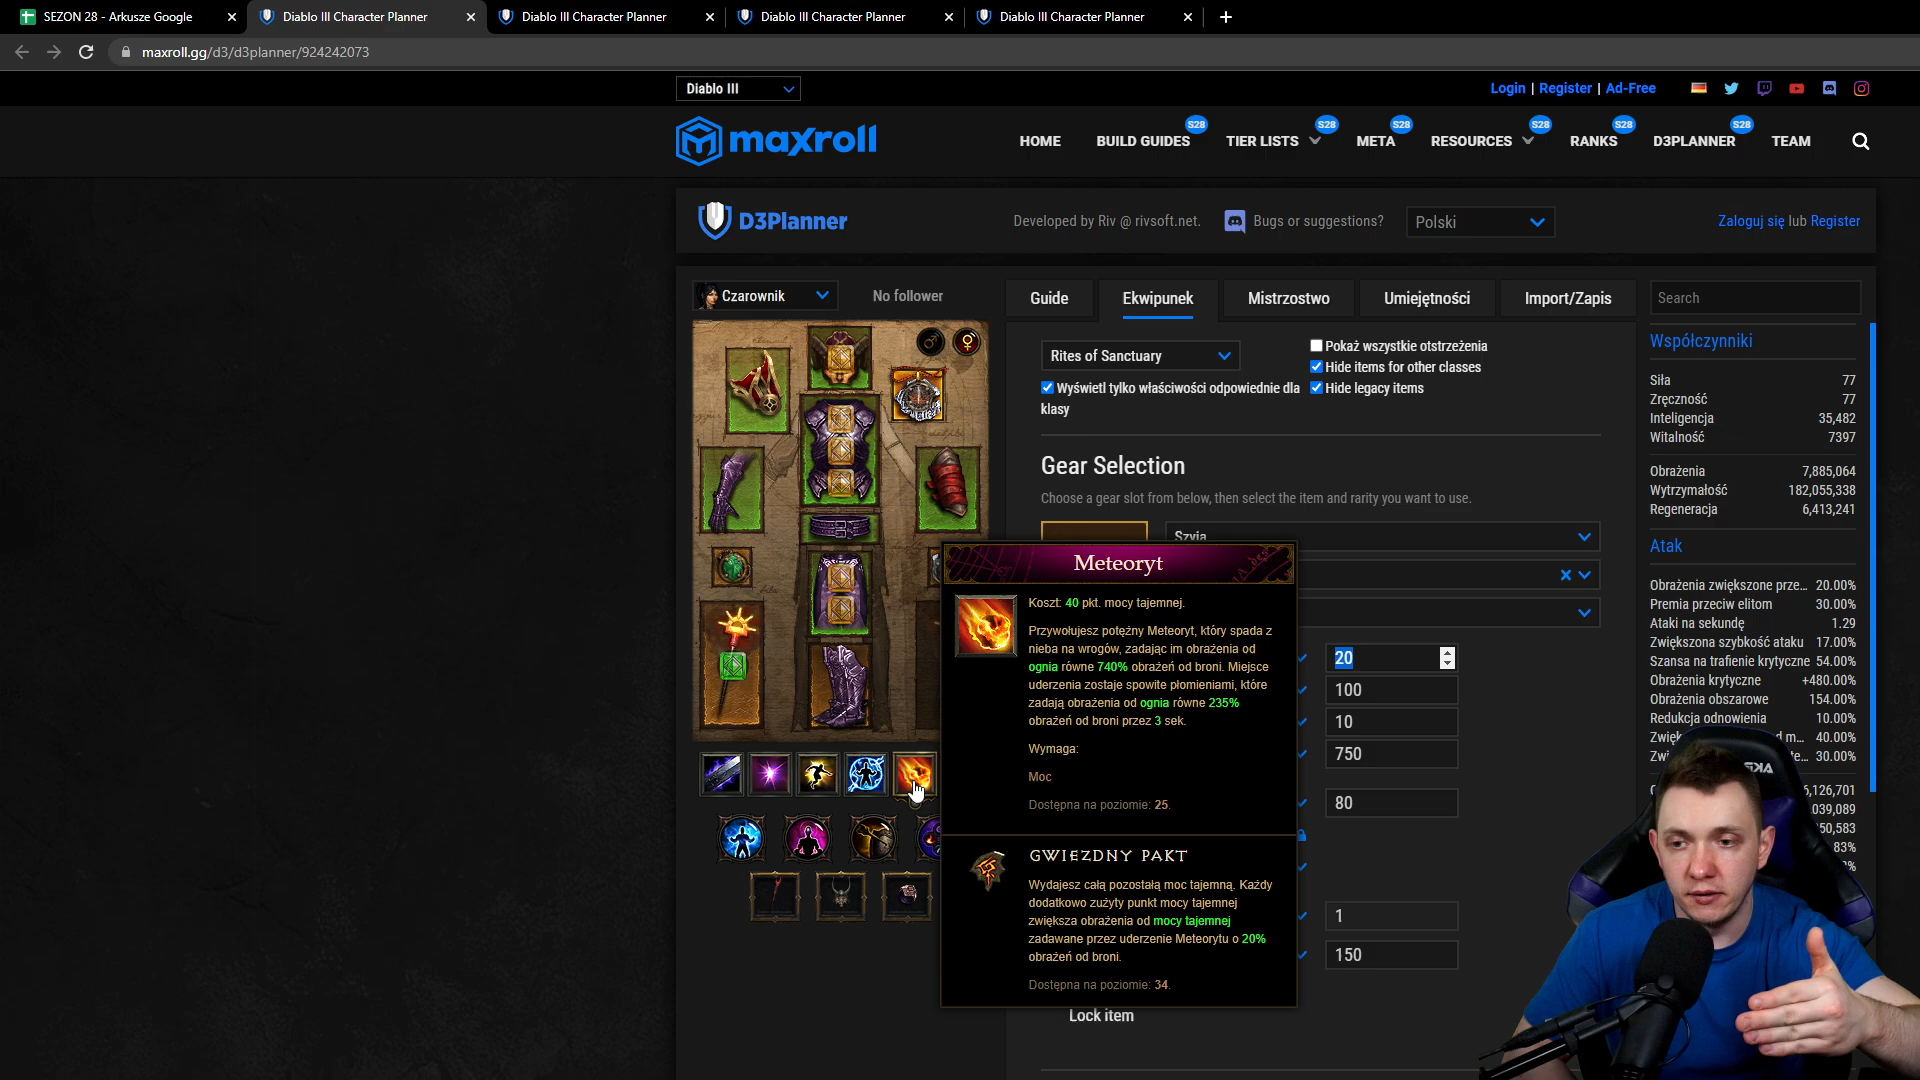 SEZON 28 - Arkusze Google
Diablo III Character Planner
Diablo III Character Planner
Diablo III Character Planner
Diablo III Character Planner
maxroll.gg/d3/d3planner/924242073
Diablo III
Login | Register | Ad-Free
maxroll
HOME
BUILD GUIDES S28
TIER LISTS S28
META S28
RESOURCES S28
RANKS S28
D3PLANNER S28
TEAM
D3Planner
Developed by Riv @ rivsoft.net.
Bugs or suggestions?
Polski
Zaloguj się lub Register
Czarownik
No follower
Guide
Ekwipunek
Mistrzostwo
Umiejętności
Import/Zapis
Search
Rites of Sanctuary
Wyświetl tylko właściwości odpowiednie dla
klasy
Pokaż wszystkie otstrzeżenia
Hide items for other classes
Hide legacy items
Gear Selection
Choose a gear slot from below, then select the item and rarity you want to use.
Szyja
20
100
10
750
80
1
150
Lock item
Meteoryt
Koszt: 40 pkt. mocy tajemnej.
Przywołujesz potężny Meteoryt, który spada z
nieba na wrogów, zadając im obrażenia od
ognia równe 740% obrażeń od broni. Miejsce
uderzenia zostaje spowite płomieniami, które
zadają obrażenia od ognia równe 235%
obrażeń od broni przez 3 sek.
Wymaga:
Moc
Dostępna na poziomie: 25.
GWIEZDNY PAKT
Wydajesz całą pozostałą moc tajemną. Każdy
dodatkowo zużyty punkt mocy tajemnej
zwiększa obrażenia od mocy tajemnej
zadawane przez uderzenie Meteorytu o 20%
obrażeń od broni.
Dostępna na poziomie: 34.
Współczynniki
Siła 77
Zręczność 77
Inteligencja 35,482
Witalność 7397
Obrażenia 7,885,064
Wytrzymałość 182,055,338
Regeneracja 6,413,241
Atak
Obrażenia zwiększone prze... 20.00%
Premia przeciw elitom 30.00%
Ataki na sekundę 1.29
Zwiększona szybkość ataku 17.00%
Szansa na trafienie krytyczne 54.00%
Obrażenia krytyczne +480.00%
Obrażenia obszarowe 154.00%
Redukcja odnowienia 10.00%
40.00%
30.00%
83%